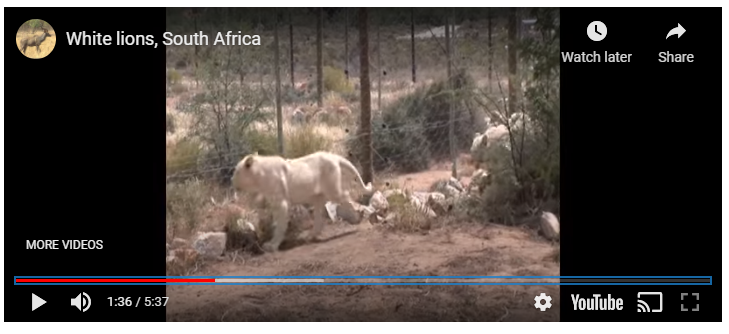 White lions, South Africa
Watch later
Share
MORE VIDEOS
1:36 / 5:37
YouTube